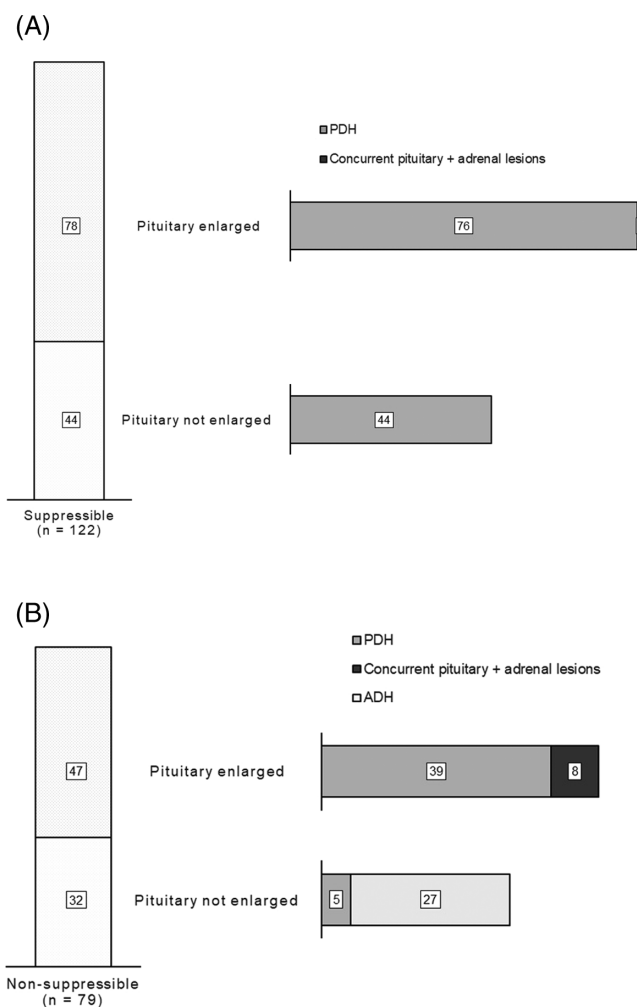 (A)
PDH
Concurrent pituitary + adrenal lesions
78
Pituitary enlarged
76
44
Pituitary not enlarged
44
Suppressible
(n = 122)
(B)
PDH
Concurrent pituitary + adrenal lesions
ADH
47
Pituitary enlarged
39
8
32
Pituitary not enlarged
5
27
Non-suppressible
(n = 79)